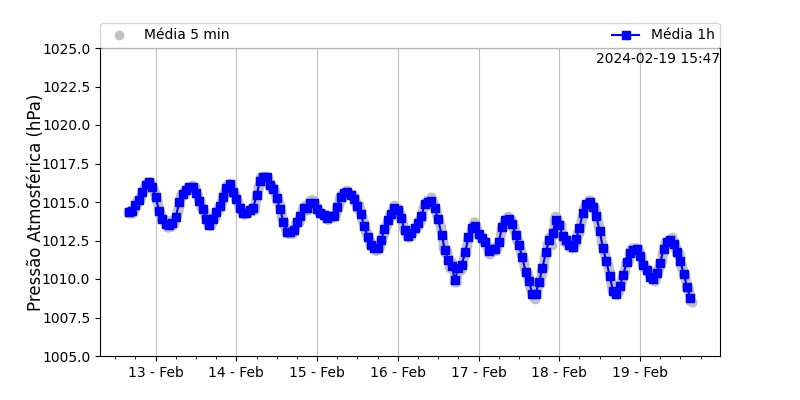 Média 5 min
Média 1h
2024-02-19 15:47
Pressão Atmosférica (hPa)
1025.0
1022.5
1020.0
1017.5
1015.0
1012.5
1010.0
1007.5
1005.0
13 - Feb
14 - Feb
15 - Feb
16 - Feb
17 - Feb
18 - Feb
19 - Feb